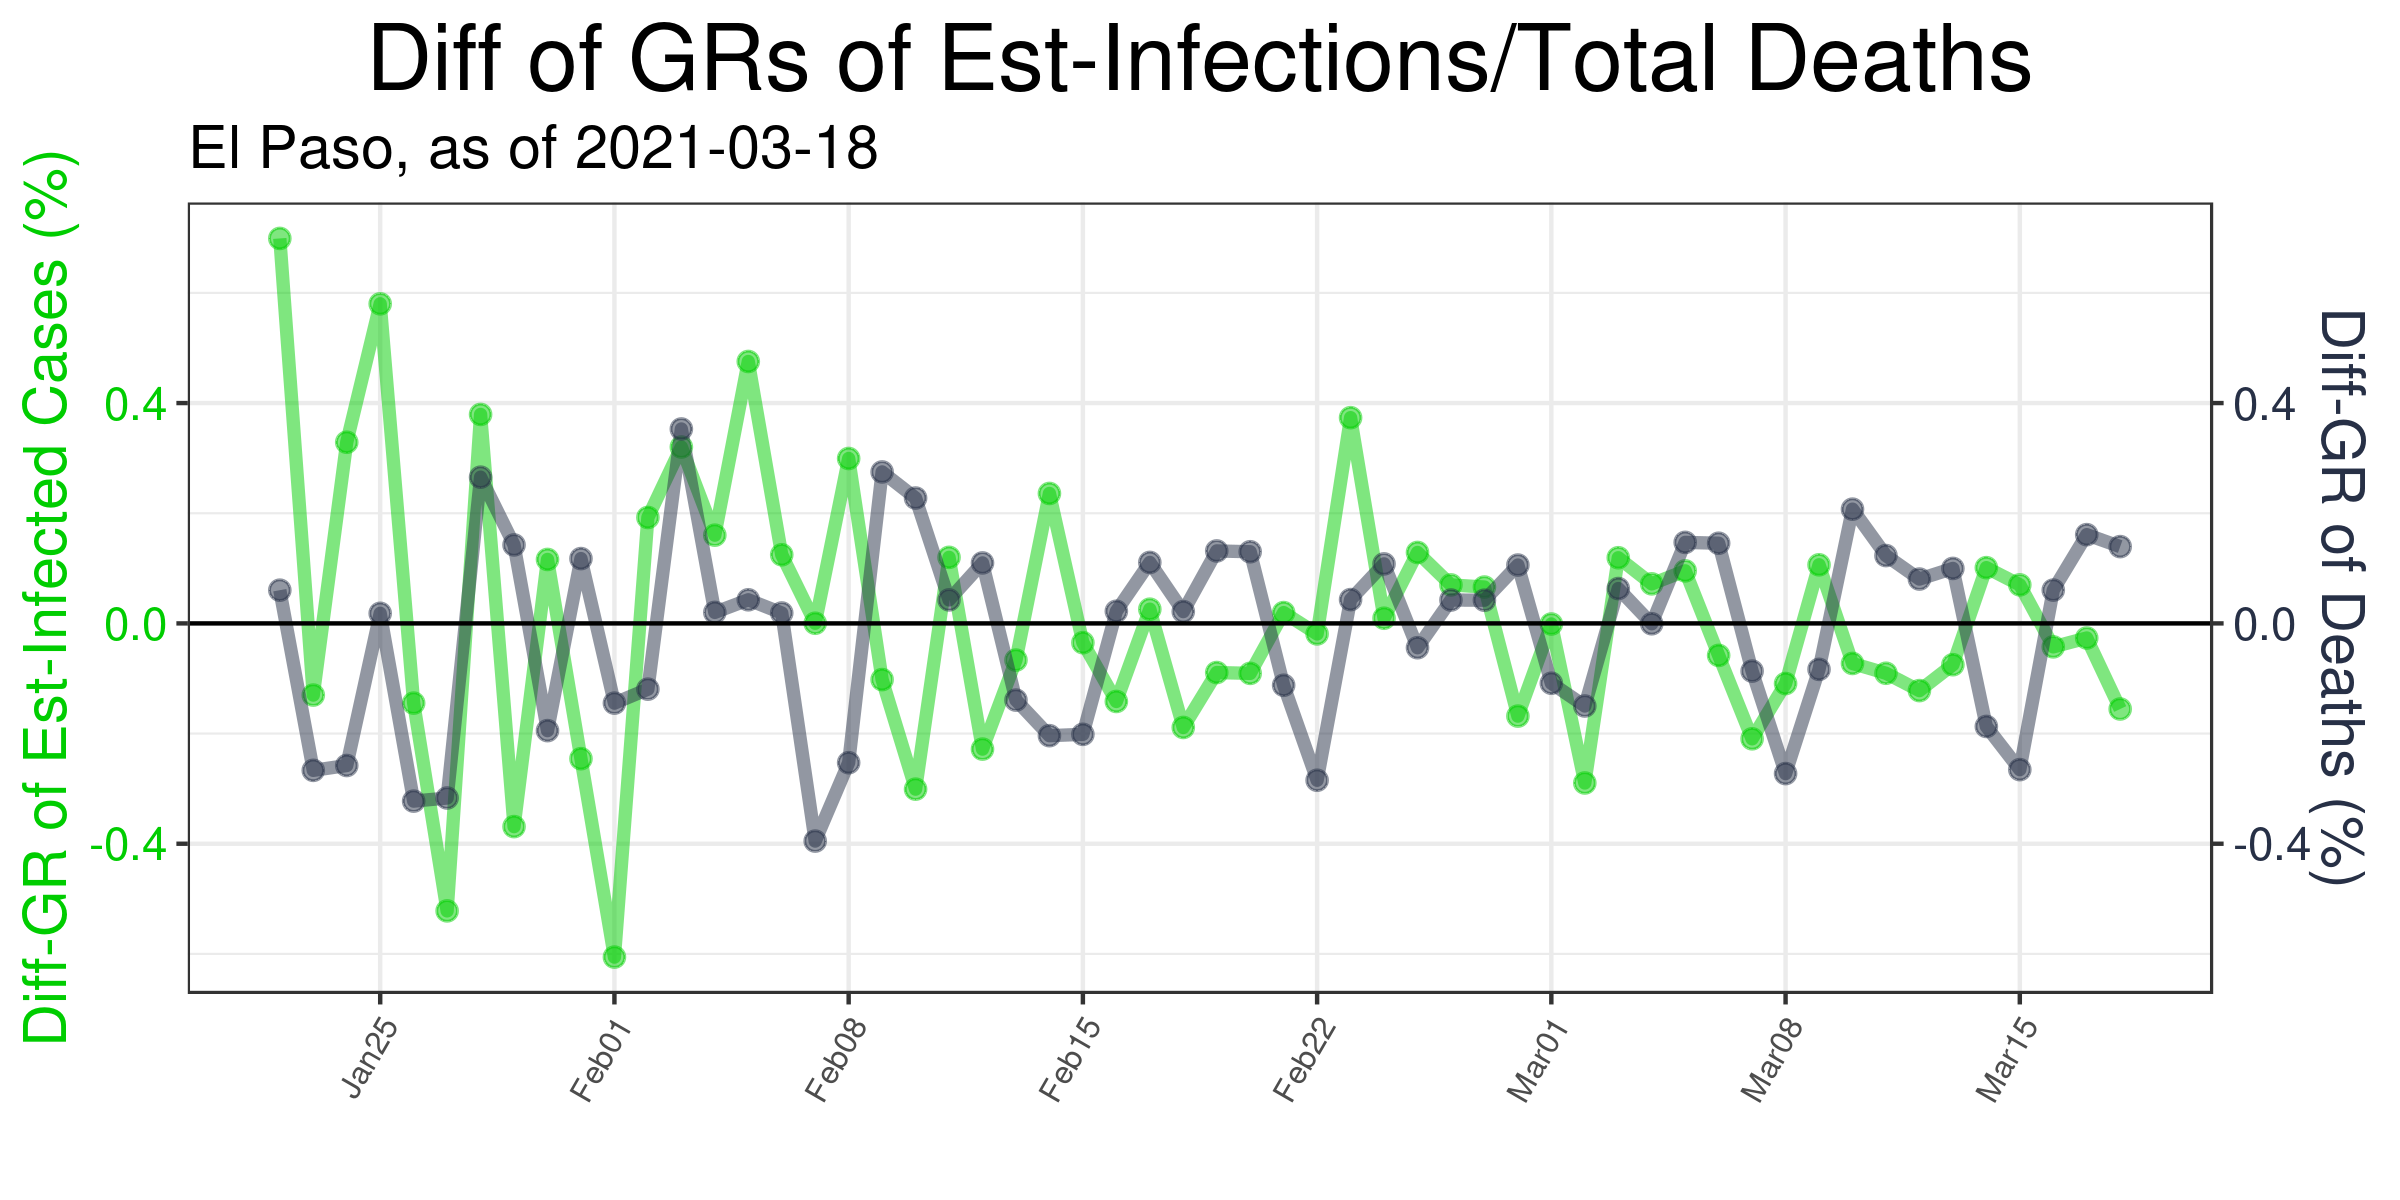 Diff of GRs of Est-Infections/Total Deaths
El Paso, as of 2021-03-18
Diff-GR of Est-Infected Cases (%)
0.4
0.0
-0.4
0.4
0.0
-0.4
Diff-GR of Deaths (%)
Jan25
Feb01
Feb08
Feb15
Feb22
Mar01
Mar08
Mar15